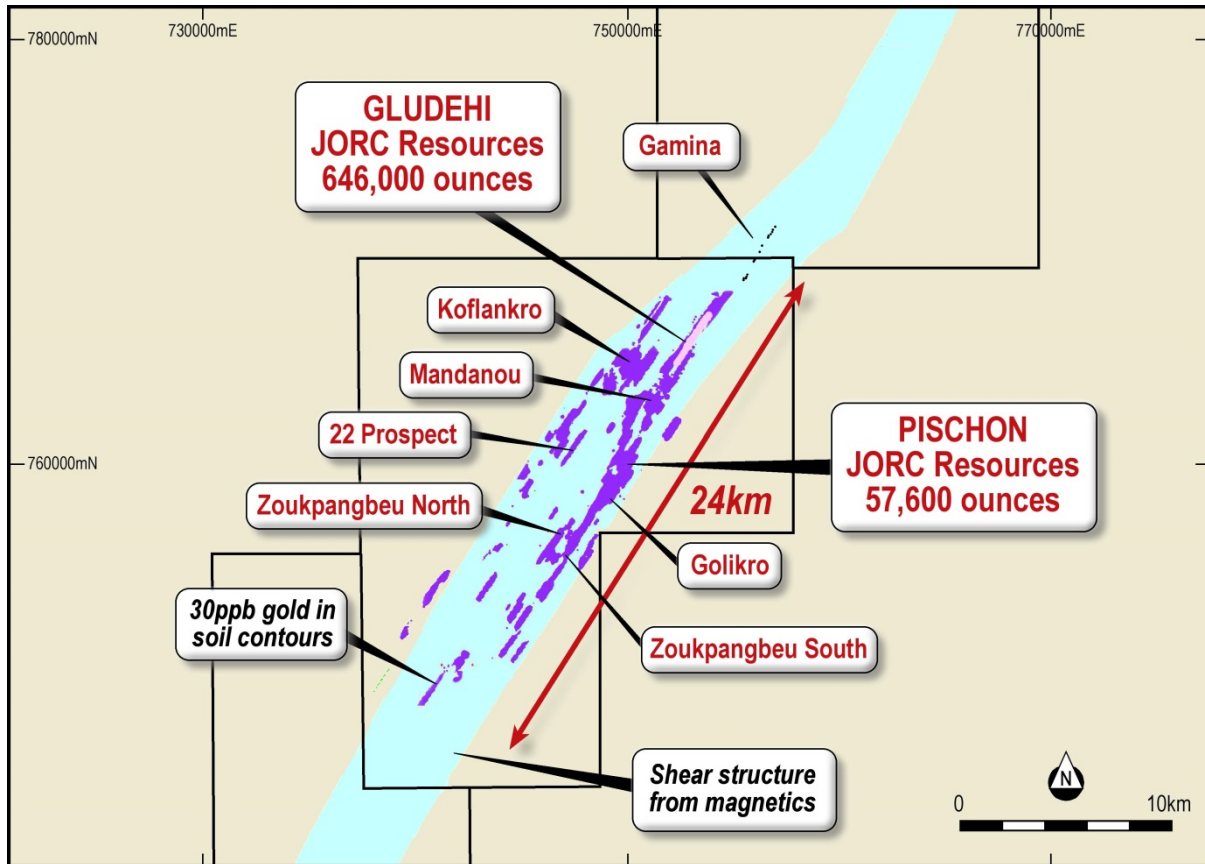 780000mN
730000mE
750000mE
770000mE
GLUDEHI
JORC Resources
646,000 ounces
Gamina
Koflankro
Mandanou
22 Prospect
PISCHON
JORC Resources
57,600 ounces
760000mN
24km
Zoukpangbeu North
Golikro
30ppb gold in
soil contours
Zoukpangbeu South
Shear structure
from magnetics
N
0
10km